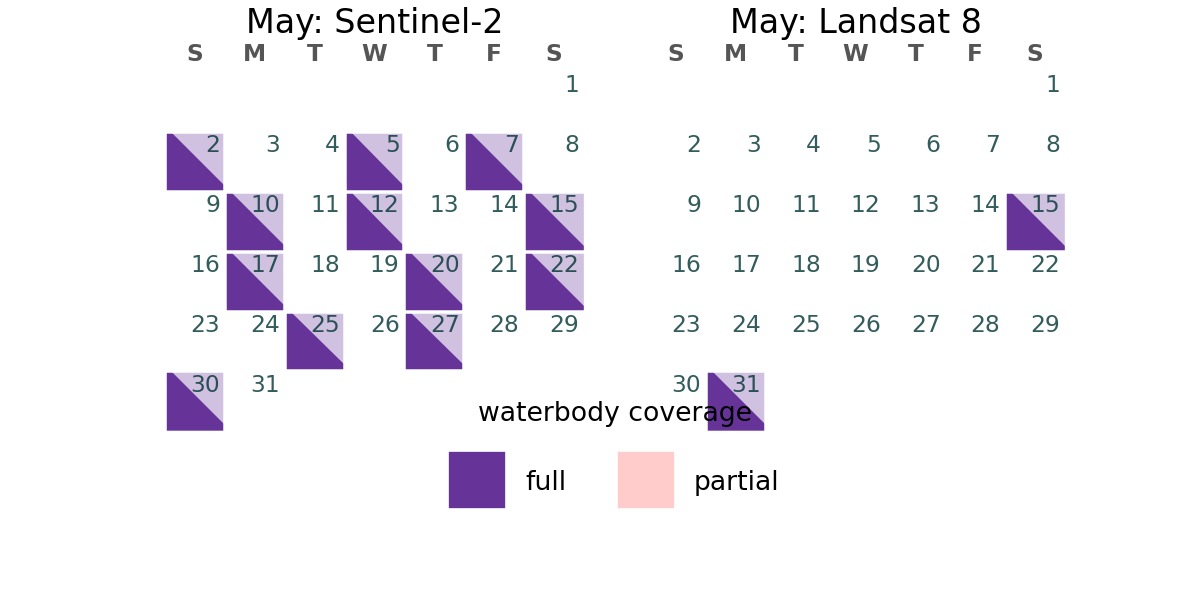 May: Sentinel-2
S M T W T F S
1
2 3 4 5 6 7 8
9 10 11 12 13 14 15
16 17 18 19 20 21 22
23 24 25 26 27 28 29
30 31
May: Landsat 8
S M T W T F S
1
2 3 4 5 6 7 8
9 10 11 12 13 14 15
16 17 18 19 20 21 22
23 24 25 26 27 28 29
30 31
waterbody coverage
full partial